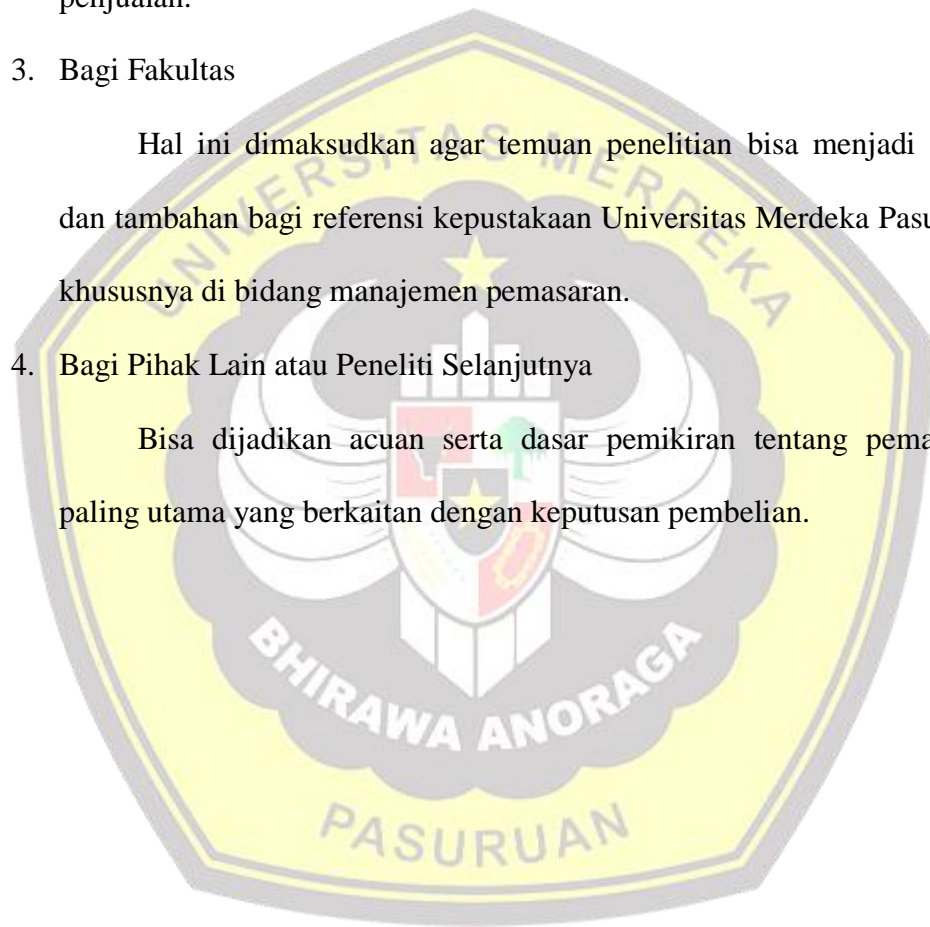 penjualan.
3. Bagi Fakultas
Hal ini dimaksudkan agar temuan penelitian bisa menjadi
dan tambahan bagi referensi kepustakaan Universitas Merdeka Pasu
khususnya di bidang manajemen pemasaran.
4. Bagi Pihak Lain atau Peneliti Selanjutnya
Bisa dijadikan acuan serta dasar pemikiran tentang pema
paling utama yang berkaitan dengan keputusan pembelian.
UNIVERSITAS MERDEKA
BHIRAWA ANORAGA
PASURUAN